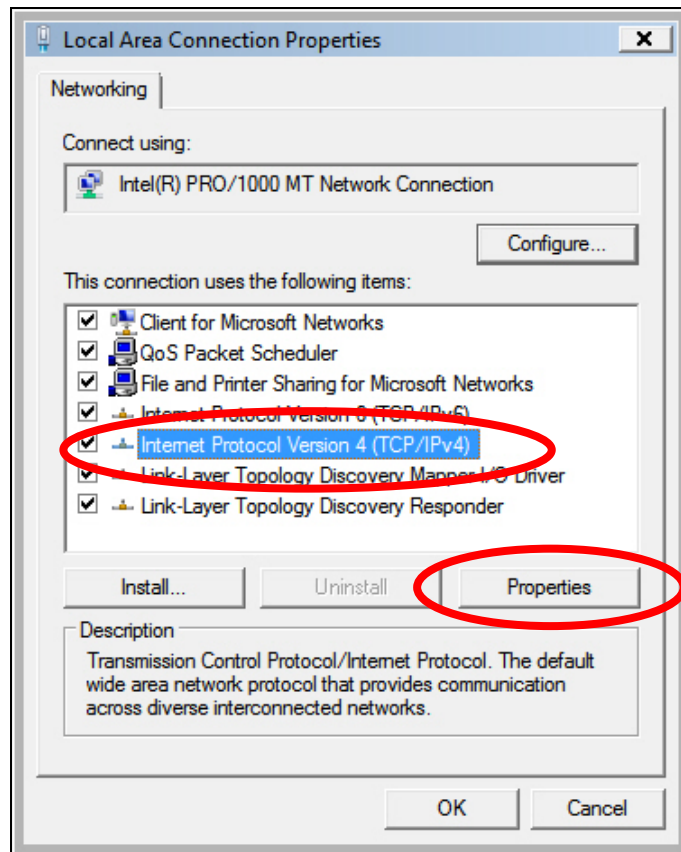 Local Area Connection Properties
Networking
Connect using:
Intel(R) PRO/1000 MT Network Connection
Configure...
This connection uses the following items:
Client for Microsoft Networks
QoS Packet Scheduler
File and Printer Sharing for Microsoft Networks
Internet Protocol Version 6 (TCP/IPv6)
Internet Protocol Version 4 (TCP/IPv4)
Link-Layer Topology Discovery Mapper I/O Driver
Link-Layer Topology Discovery Responder
Install...
Uninstall
Properties
Description
Transmission Control Protocol/Internet Protocol. The default
wide area network protocol that provides communication
across diverse interconnected networks.
OK
Cancel